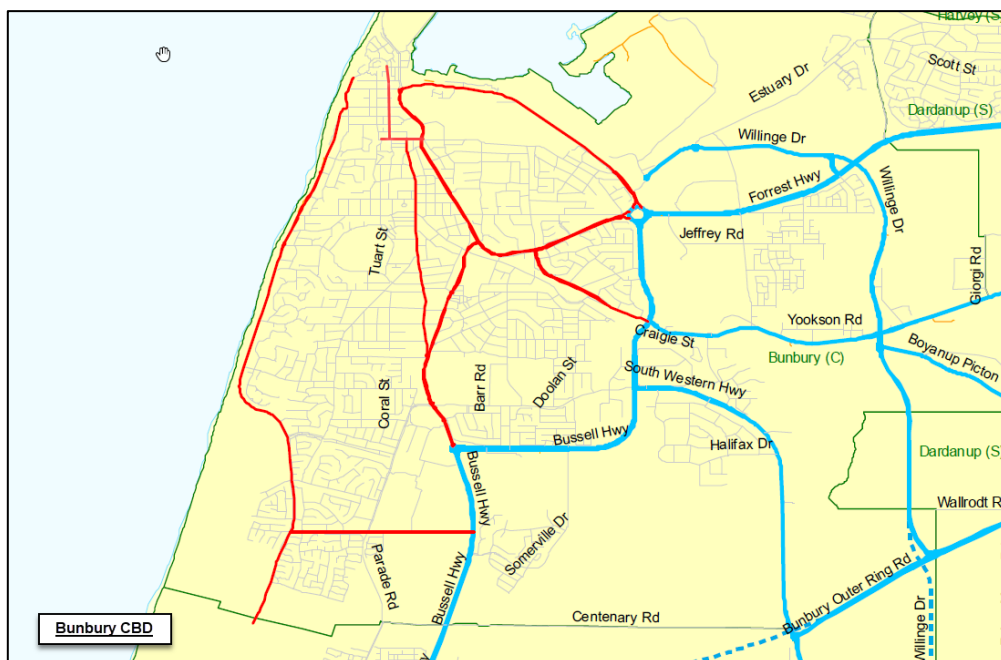 Harvey (S)
Scott St
Estuary Dr
Dardanup (S)
Willinge Dr
Forrest Hwy
Willinge Dr
Jeffrey Rd
Tuart St
Giorgi Rd
Yookson Rd
Craigie St
Bunbury (C)
Boyanup Picton
South Western Hwy
Doolan St
Barr Rd
Coral St
Bussell Hwy
Halifax Dr
Dardanup (S)
Bussell Hwy
Wallrodt R
Somerville Dr
Parade Rd
Bussell Hwy
Bunbury Outer Ring Rd
Centenary Rd
Willinge Dr
Bunbury CBD